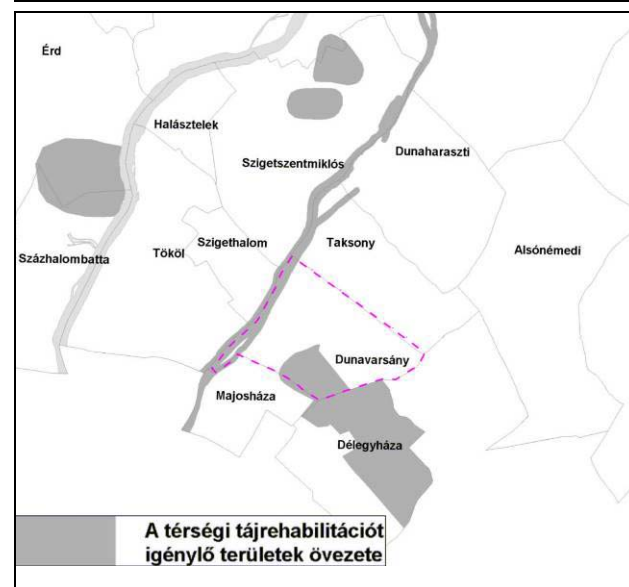 Érd
Halásztelek
Szigetszentmiklós
Dunaharaszti
Százhalombatta
Tököl
Szigethalom
Taksony
Alsónémedi
Dunavarsány
Majosháza
Délegyháza
A térségi tájrehabilitációt
igénylő területek övezete